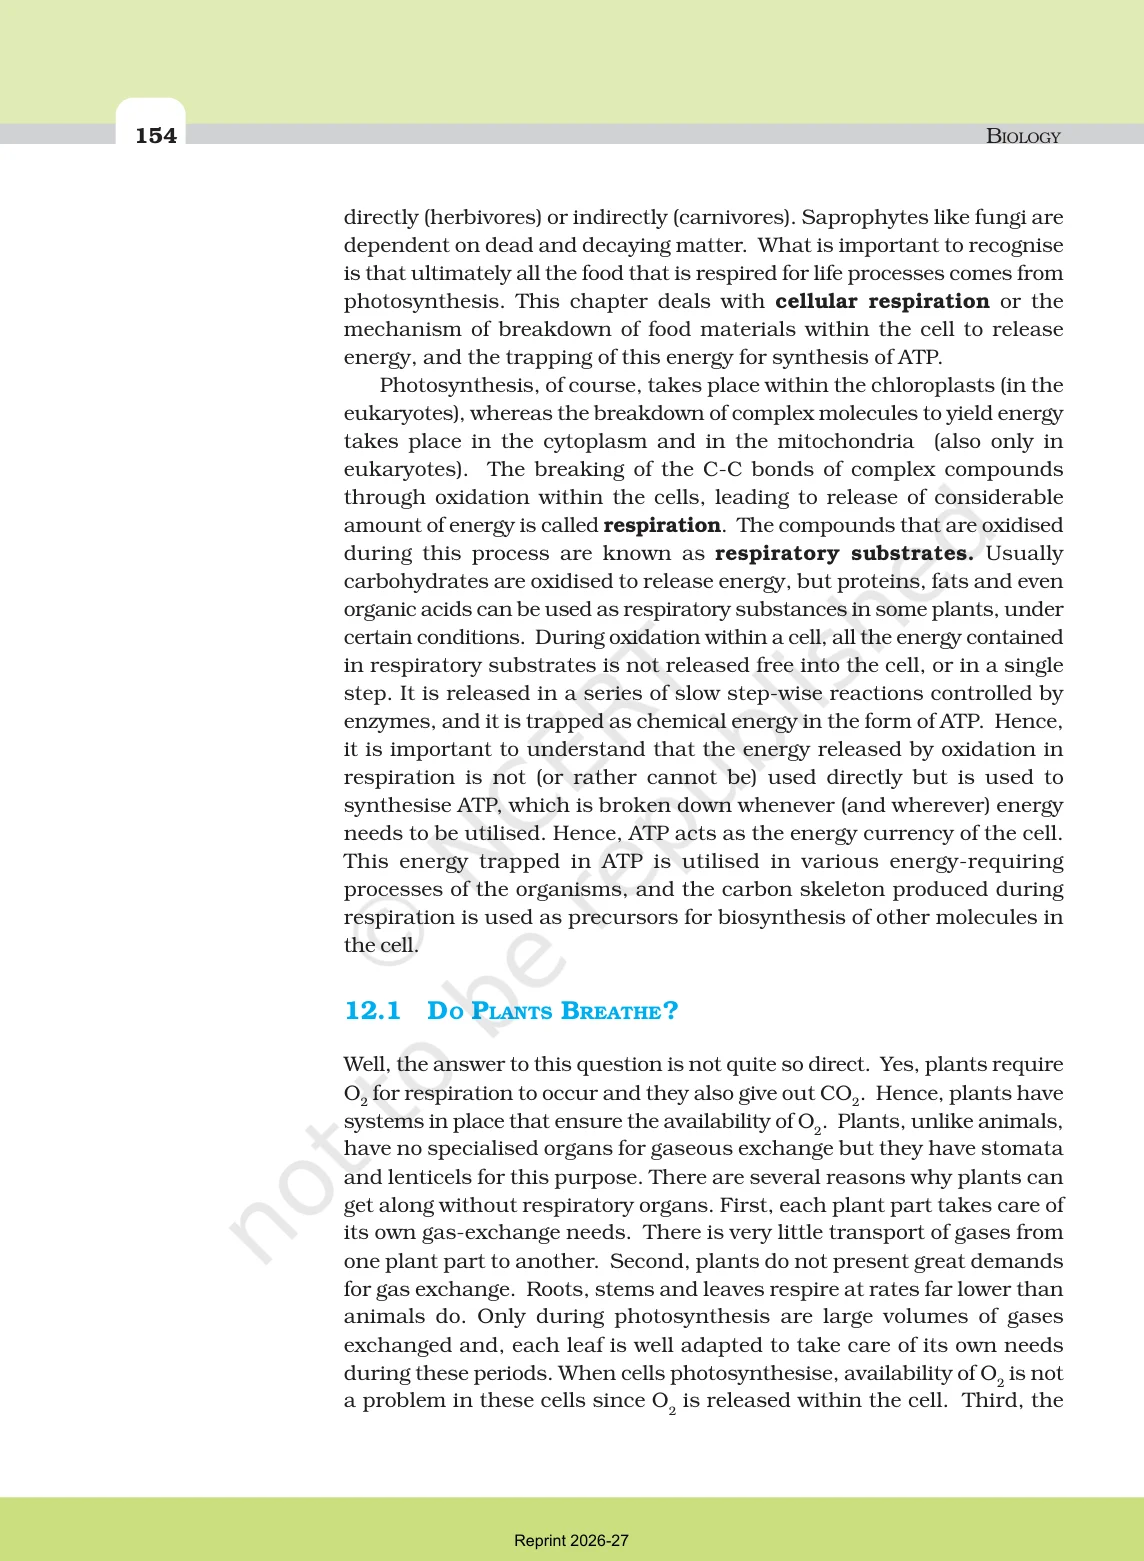 154
BIOLOGY
directly (herbivores) or indirectly (carnivores). Saprophytes like fungi are
dependent on dead and decaying matter. What is important to recognise
is that ultimately all the food that is respired for life processes comes from
photosynthesis. This chapter deals with cellular respiration or the
mechanism of breakdown of food materials within the cell to release
energy, and the trapping of this energy for synthesis of ATP.
Photosynthesis, of course, takes place within the chloroplasts (in the
eukaryotes), whereas the breakdown of complex molecules to yield energy
takes place in the cytoplasm and in the mitochondria (also only in
eukaryotes). The breaking of the C-C bonds of complex compounds
through oxidation within the cells, leading to release of considerable
amount of energy is called respiration. The compounds that are oxidised
during this process are known as respiratory substrates. Usually
carbohydrates are oxidised to release energy, but proteins, fats and even
organic acids can be used as respiratory substances in some plants, under
certain conditions. During oxidation within a cell, all the energy contained
in respiratory substrates is not released free into the cell, or in a single
step. It is released in a series of slow step-wise reactions controlled by
enzymes, and it is trapped as chemical energy in the form of ATP. Hence,
it is important to understand that the energy released by oxidation in
respiration is not (or rather cannot be) used directly but is used to
synthesise ATP, which is broken down whenever (and wherever) energy
needs to be utilised. Hence, ATP acts as the energy currency of the cell.
This energy trapped in ATP is utilised in various energy-requiring
processes of the organisms, and the carbon skeleton produced during
respiration is used as precursors for biosynthesis of other molecules in
the cell.
12.1 DO PLANTS BREATHE?
Well, the answer to this question is not quite so direct. Yes, plants require
O₂ for respiration to occur and they also give out CO₂. Hence, plants have
systems in place that ensure the availability of O₂. Plants, unlike animals,
have no specialised organs for gaseous exchange but they have stomata
and lenticels for this purpose. There are several reasons why plants can
get along without respiratory organs. First, each plant part takes care of
its own gas-exchange needs. There is very little transport of gases from
one plant part to another. Second, plants do not present great demands
for gas exchange. Roots, stems and leaves respire at rates far lower than
animals do. Only during photosynthesis are large volumes of gases
exchanged and, each leaf is well adapted to take care of its own needs
during these periods. When cells photosynthesise, availability of O₂ is not
a problem in these cells since O₂ is released within the cell. Third, the
© NCERT
not to be republished
Reprint 2026-27